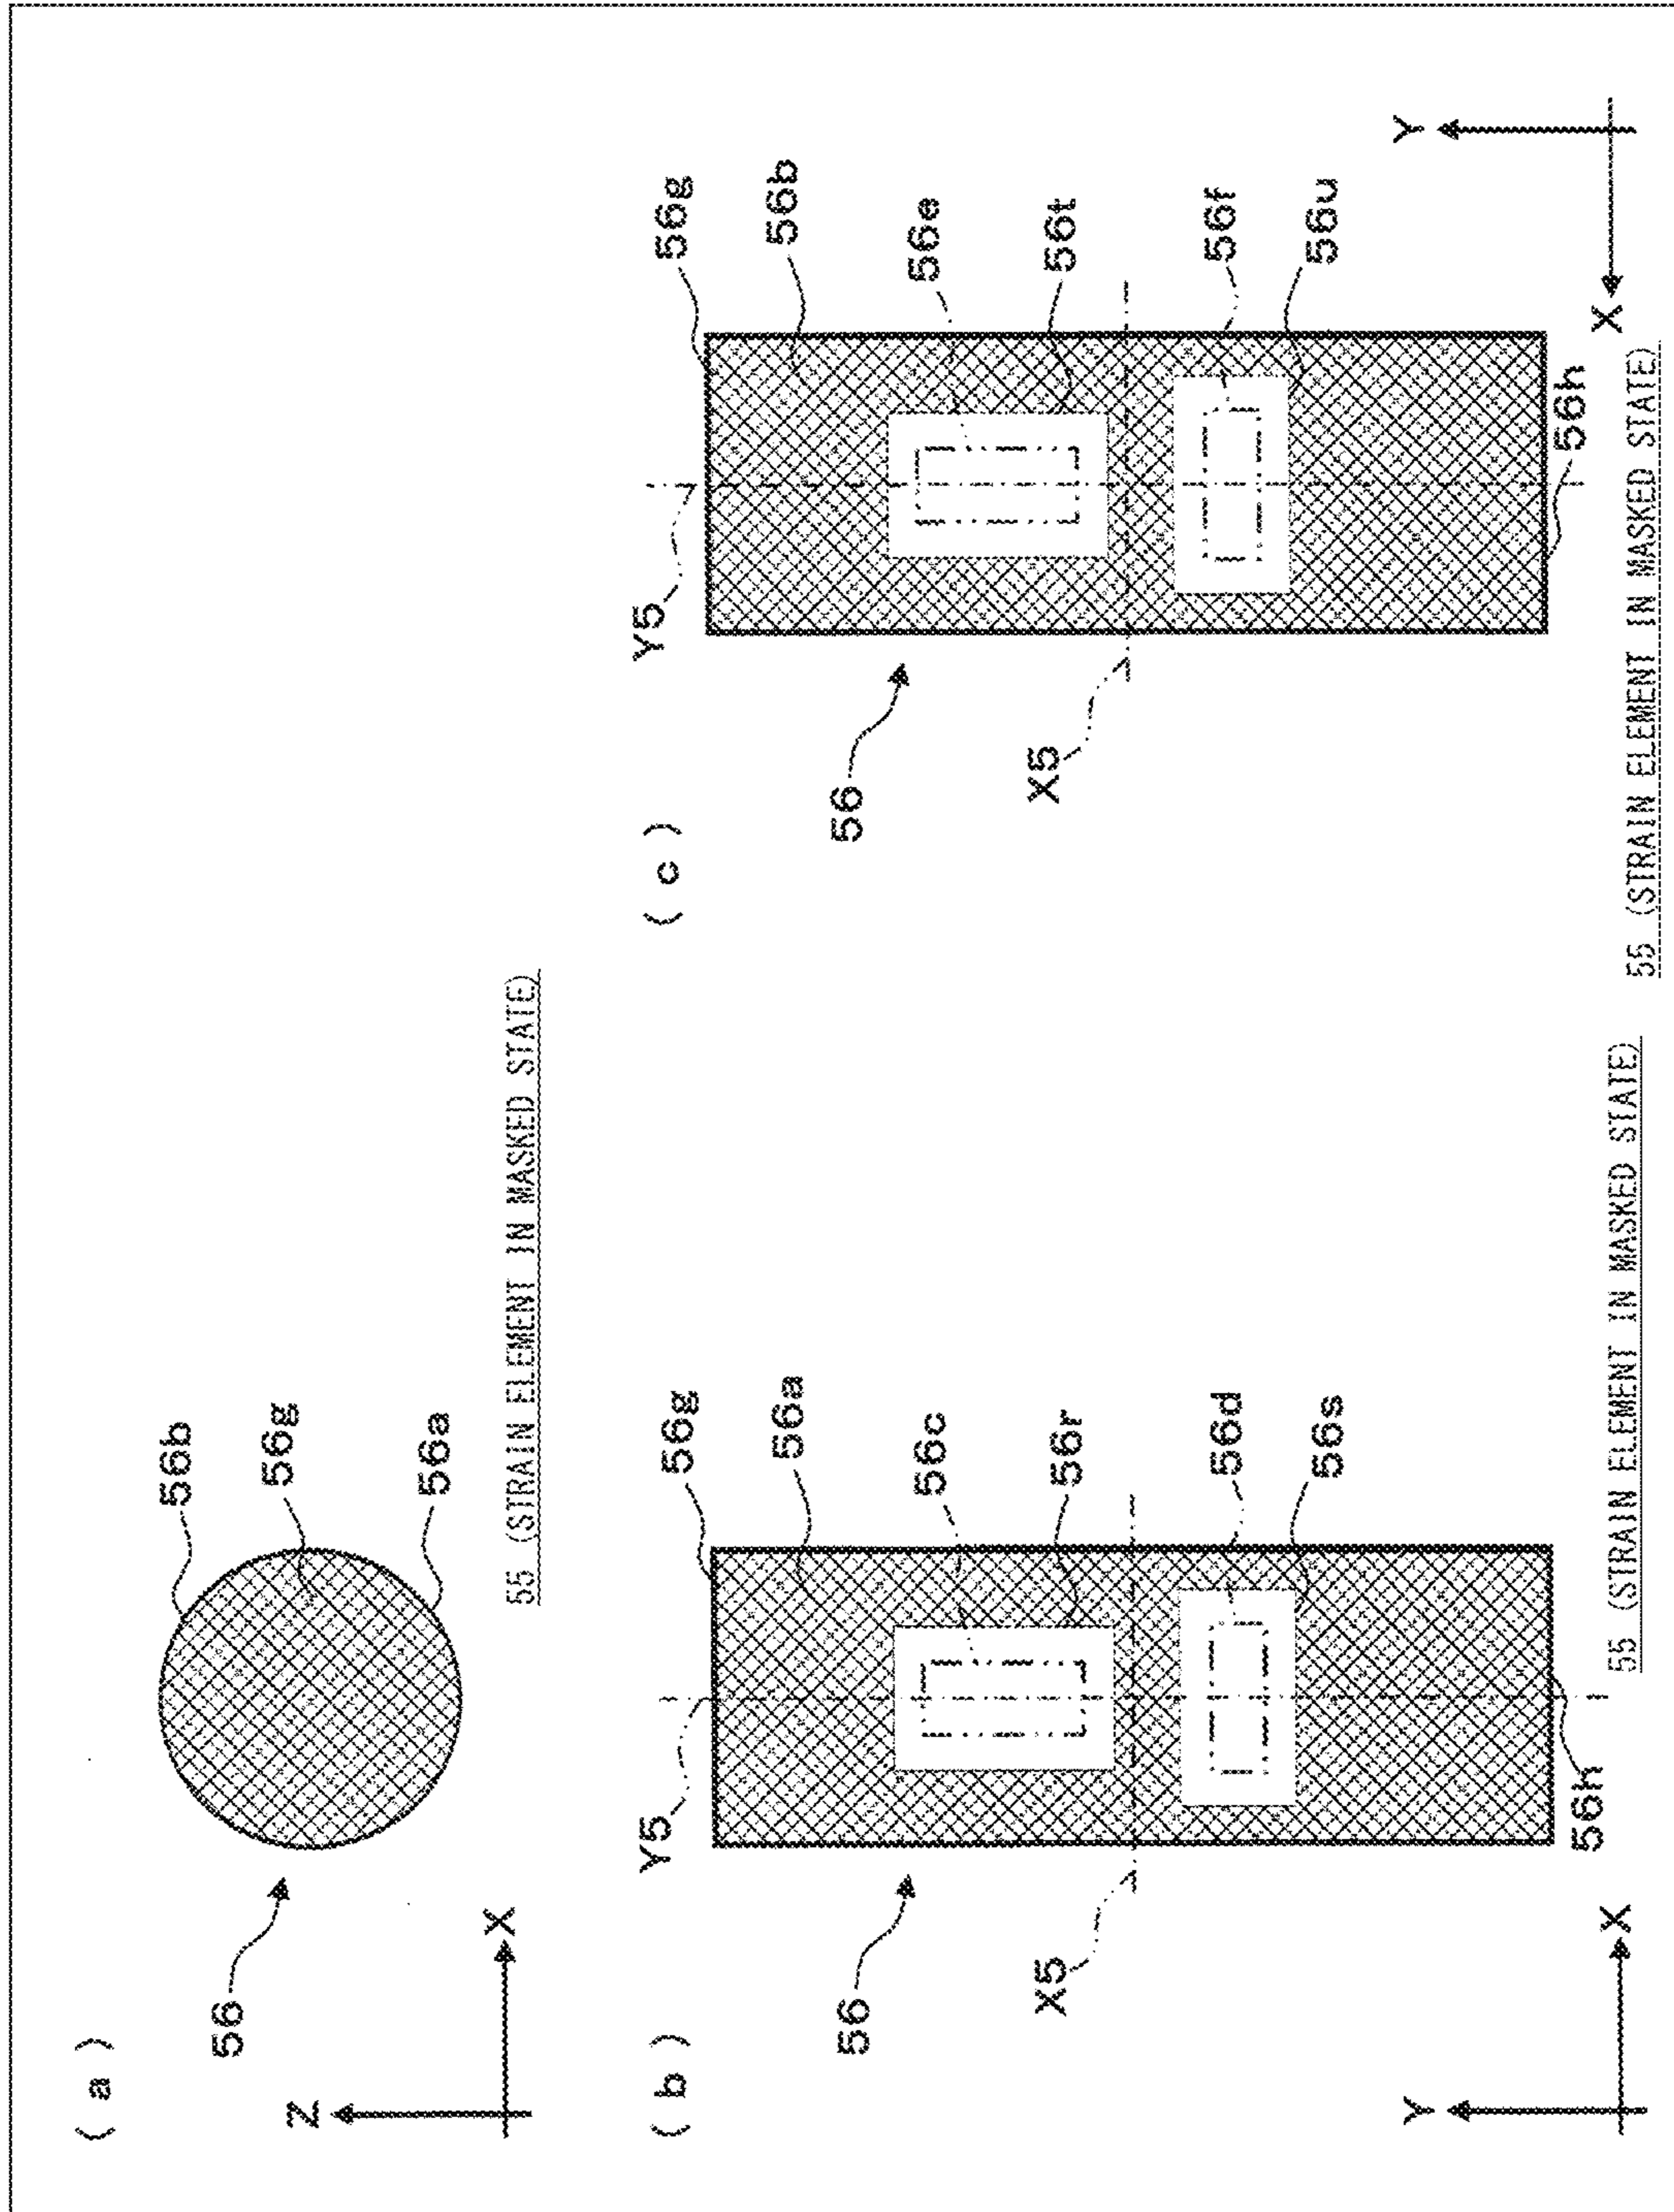 ( a )
56
56b
56g
56a
Z
X
55 (STRAIN ELEMENT IN MASKED STATE)
( b )
Y5
56g
56a
56
56c
56r
X5
56d
56s
56h
Y
X
55 (STRAIN ELEMENT IN MASKED STATE)
( c )
Y5
56g
56b
56
56e
56t
X5
56f
56u
56h
Y
X
55 (STRAIN ELEMENT IN MASKED STATE)